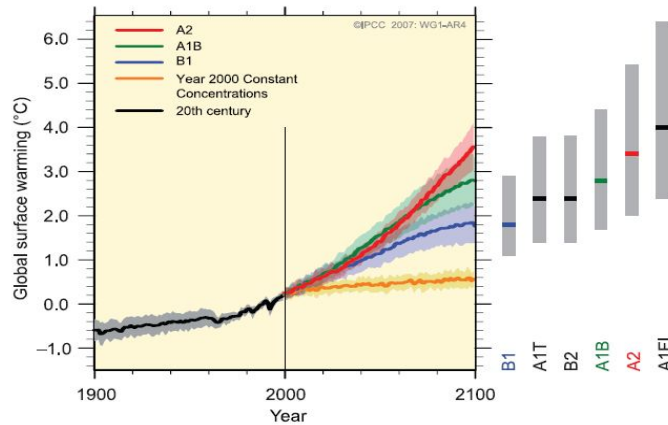 ©IPCC 2007: WG1-AR4
A2
A1B
B1
Year 2000 Constant
Concentrations
20th century
Global surface warming (°C)
6.0
5.0
4.0
3.0
2.0
1.0
0.0
–1.0
1900
2000
2100
Year
B1
A1T
B2
A1B
A2
A1FI